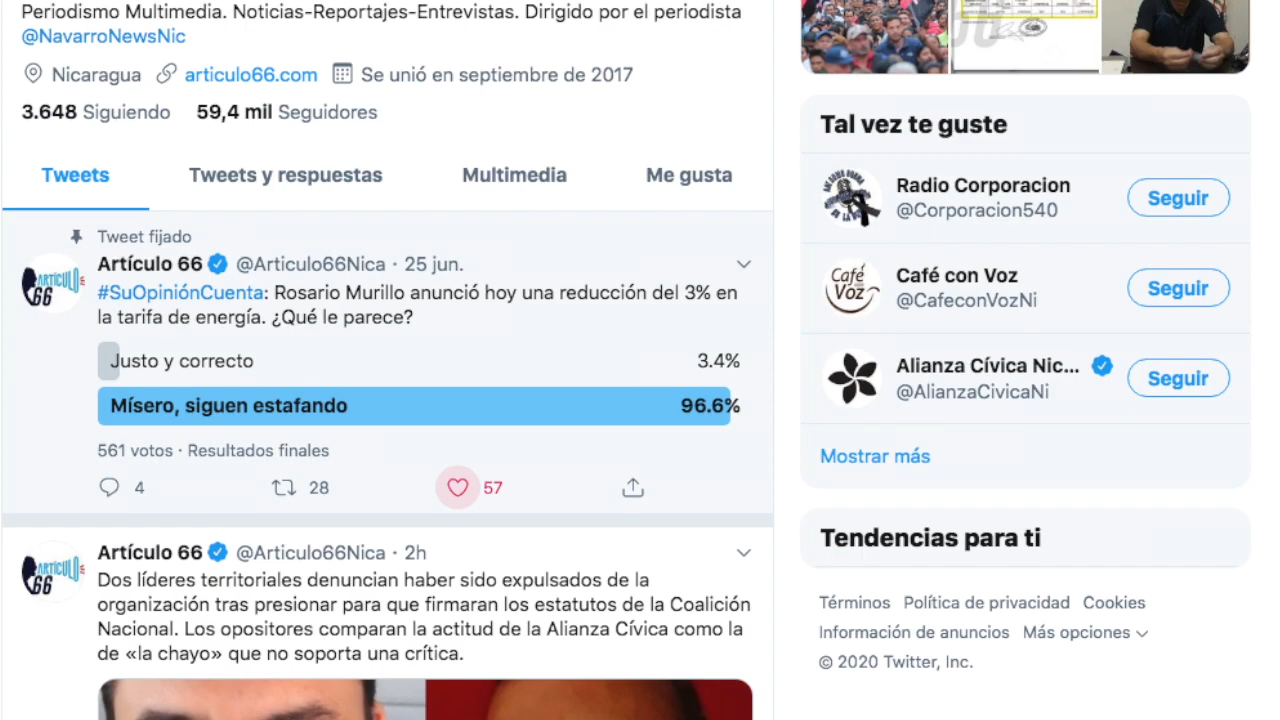 Periodismo Multimedia. Noticias-Reportajes-Entrevistas. Dirigido por el periodista
@NavarroNewsNic
Nicaragua articulo66.com Se unió en septiembre de 2017
3.648 Siguiendo 59,4 mil Seguidores
Tweets Tweets y respuestas Multimedia Me gusta
Tweet fijado
Artículo 66 @Articulo66Nica · 25 jun.
#SuOpiniónCuenta: Rosario Murillo anunció hoy una reducción del 3% en
la tarifa de energía. ¿Qué le parece?
Justo y correcto 3.4%
Mísero, siguen estafando 96.6%
561 votos · Resultados finales
4 28 57
ARTÍCULO
66
Artículo 66 @Articulo66Nica · 2h
Dos líderes territoriales denuncian haber sido expulsados de la
organización tras presionar para que firmaran los estatutos de la Coalición
Nacional. Los opositores comparan la actitud de la Alianza Cívica como la
de «la chayo» que no soporta una crítica.
ARTÍCULO
66
Tal vez te guste
Radio Corporacion
@Corporacion540
Seguir
Café con Voz
@CafeconVozNi
Seguir
Café
con
Voz
Alianza Cívica Nic...
@AlianzaCivicaNi
Seguir
Mostrar más
Tendencias para ti
Términos Política de privacidad Cookies
Información de anuncios Más opciones
© 2020 Twitter, Inc.